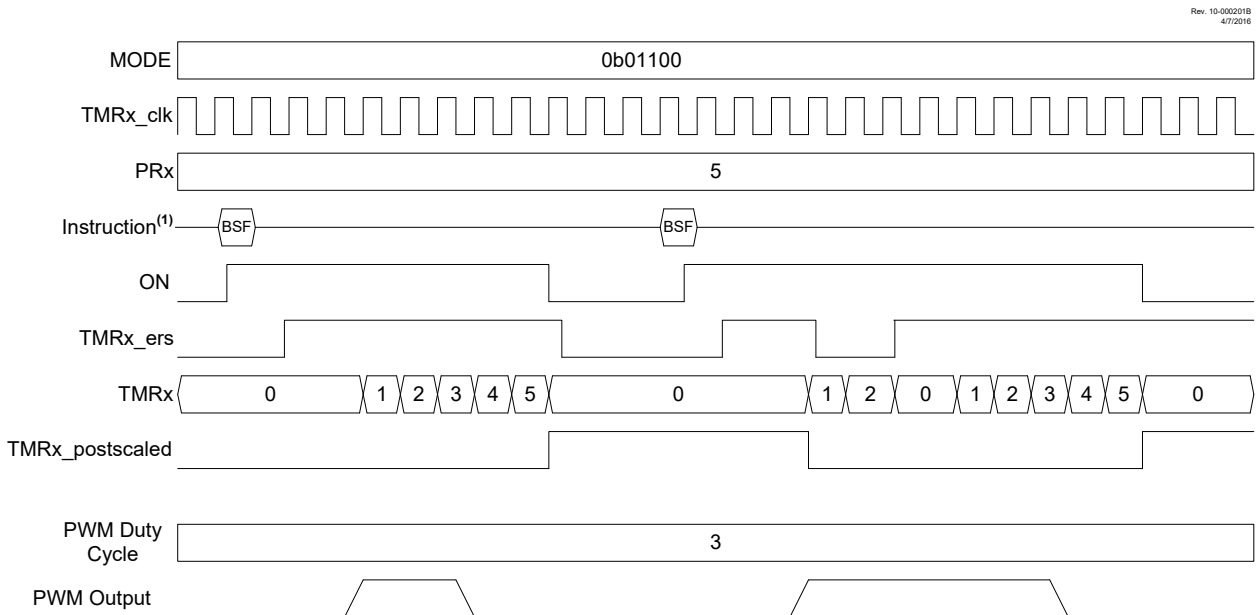 Rev. 10-000201B
4/7/2016
MODE 0b01100
TMRx_clk
PRx 5
Instruction(1) BSF BSF
ON
TMRx_ers
TMRx 0 1 2 3 4 5 0 1 2 0 1 2 3 4 5 0
TMRx_postscaled
PWM Duty
Cycle 3
PWM Output